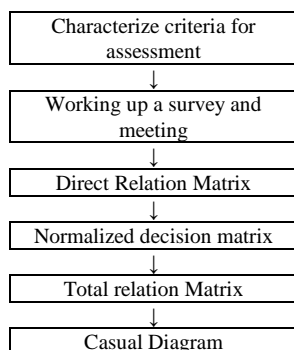 Characterize criteria for
assessment
↓
Working up a survey and
meeting
↓
Direct Relation Matrix
↓
Normalized decision matrix
↓
Total relation Matrix
↓
Casual Diagram